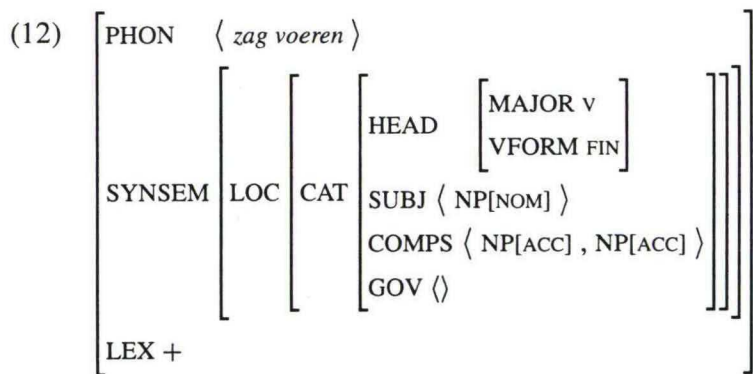 (12)
PHON ⟨ zag voeren ⟩
HEAD
MAJOR V
VFORM FIN
SYNSEM LOC CAT SUBJ ⟨ NP[NOM] ⟩
COMPS ⟨ NP[ACC] , NP[ACC] ⟩
GOV ⟨⟩
LEX +